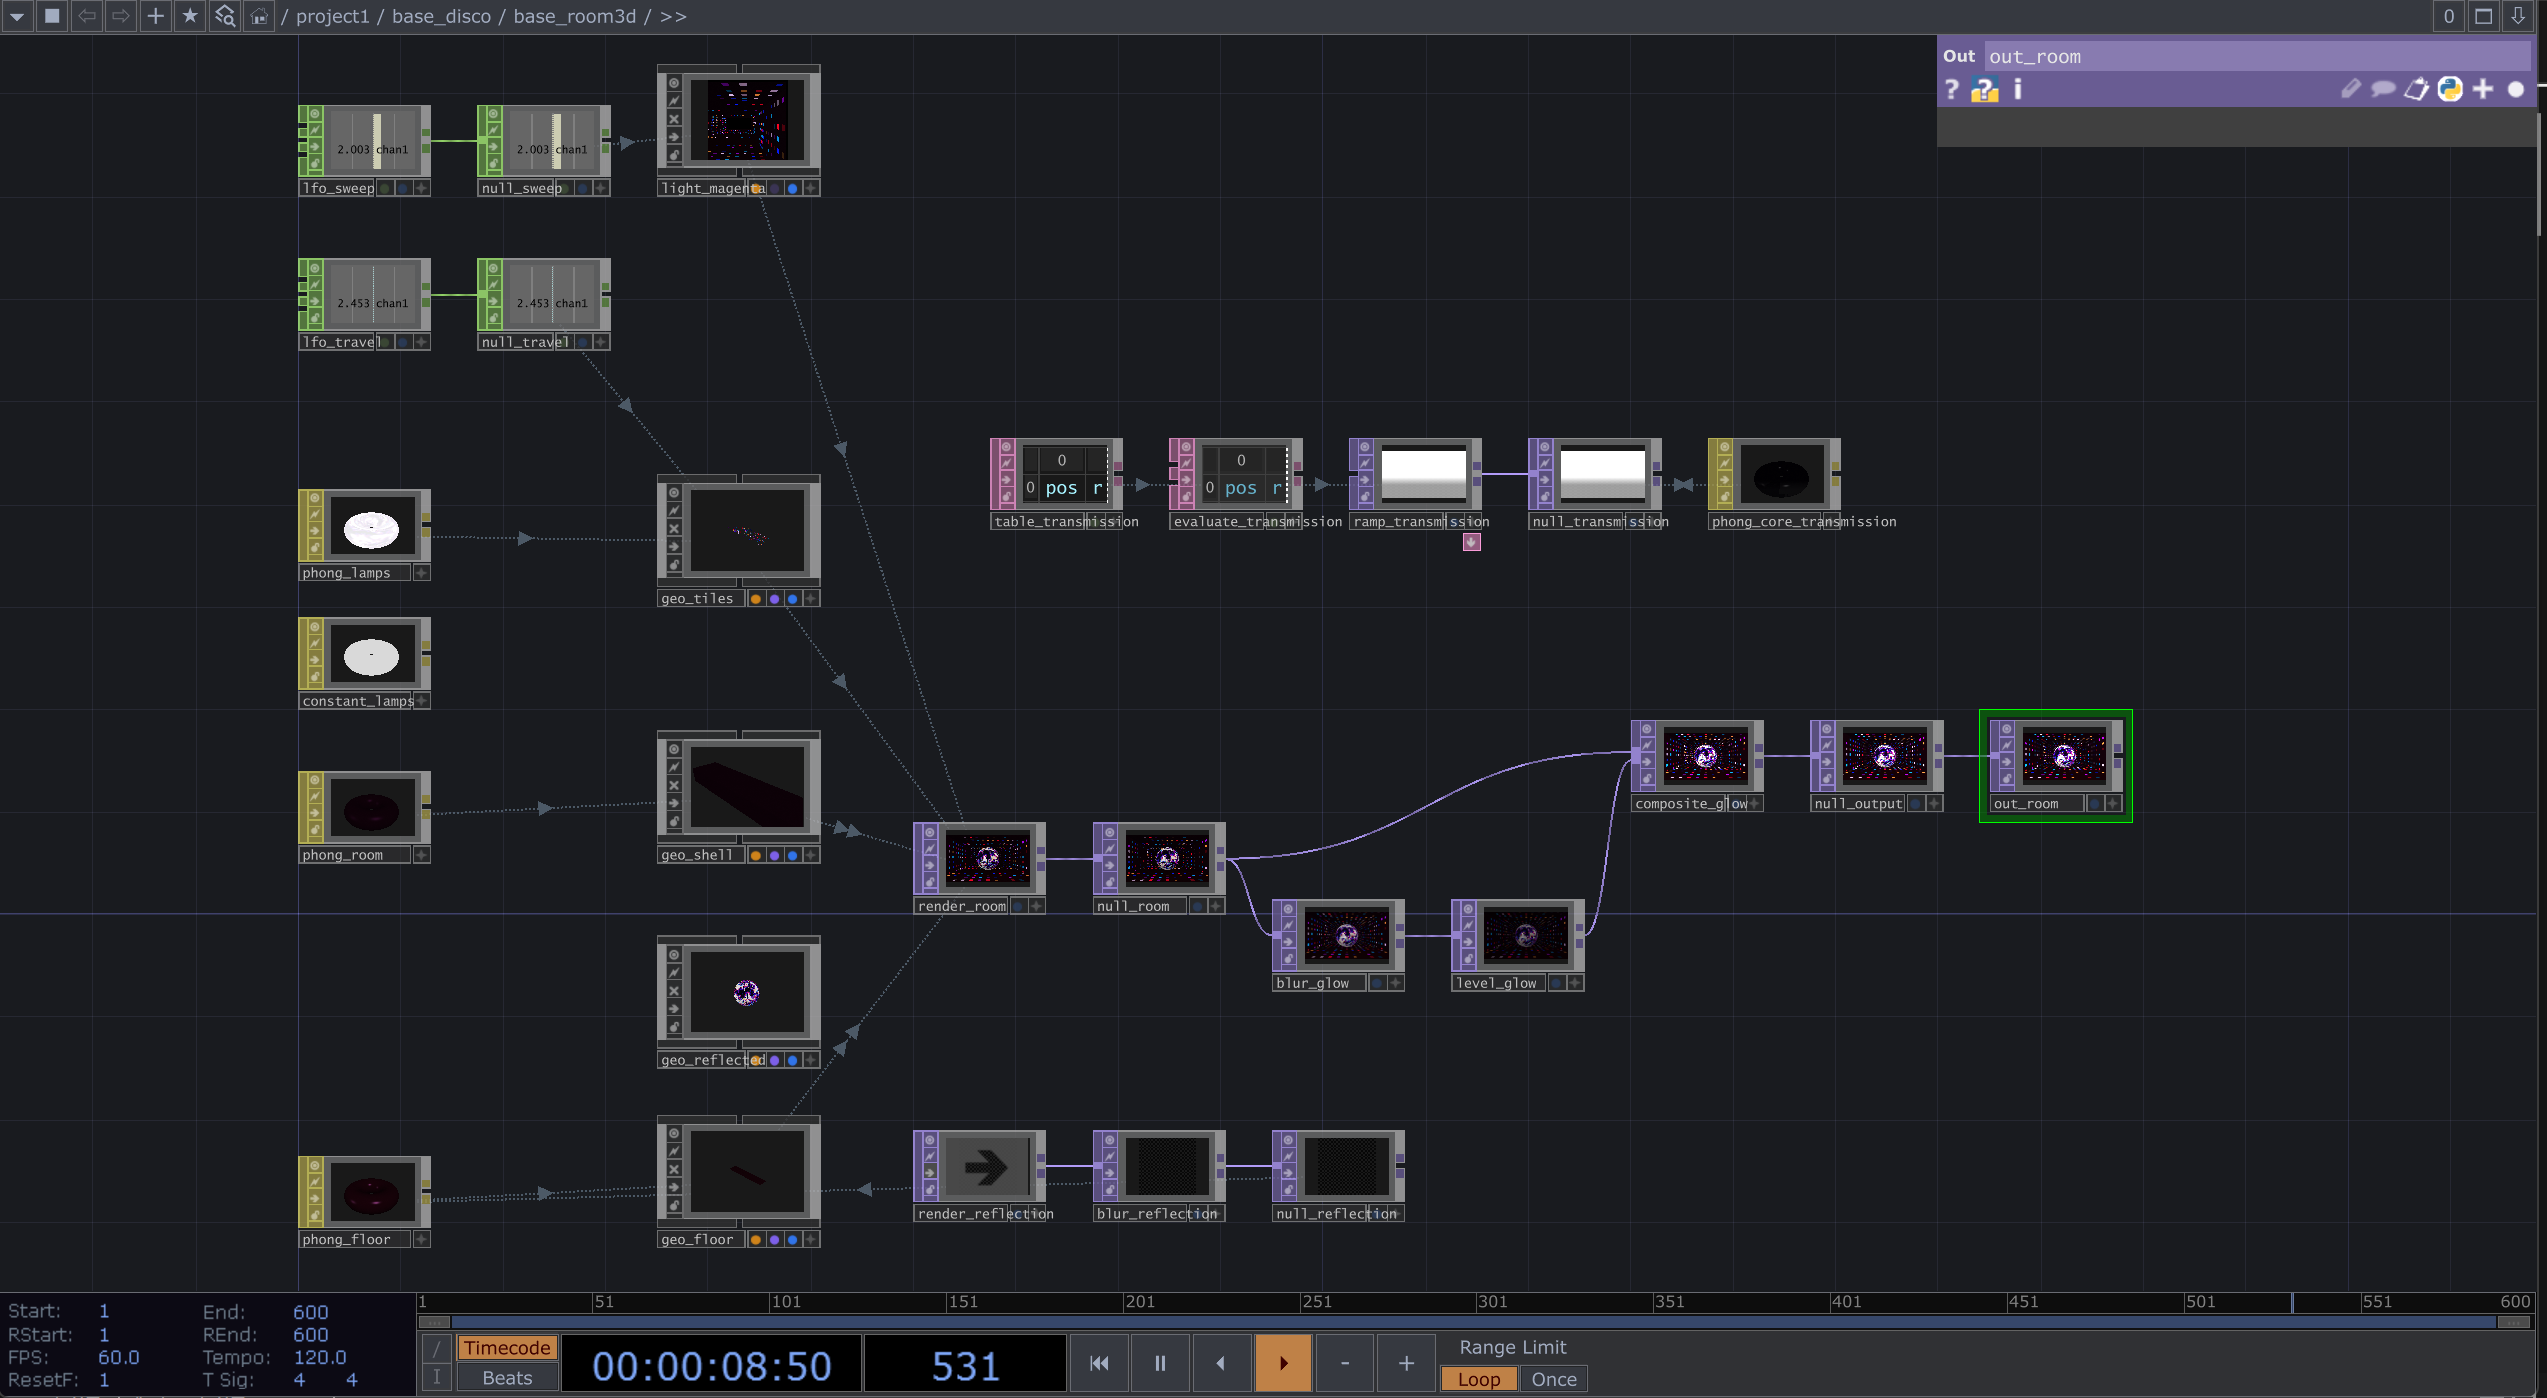 / project1 / base_disco / base_room3d / >>
0
Out out_room
? ? i
2.003 chan1
2.003 chan1
lfo_sweep
null_sweep
light_magenta
2.453 chan1
2.453 chan1
lfo_travel
null_travel
0
0 pos r
0
0 pos r
table_transmission
evaluate_transmission
ramp_transmission
null_transmission
phong_core_transmission
phong_lamps
geo_tiles
constant_lamps
composite_glow
null_output
out_room
phong_room
geo_shell
render_room
null_room
blur_glow
level_glow
geo_reflected
render_reflection
blur_reflection
null_reflection
phong_floor
geo_floor
Start: 1 End: 600
RStart: 1 REnd: 600
FPS: 60.0 Tempo: 120.0
ResetF: 1 T Sig: 4 4
1 51 101 151 201 251 301 351 401 451 501 551 600
/
I
Timecode
Beats
00:00:08:50
531
- +
Range Limit
Loop Once